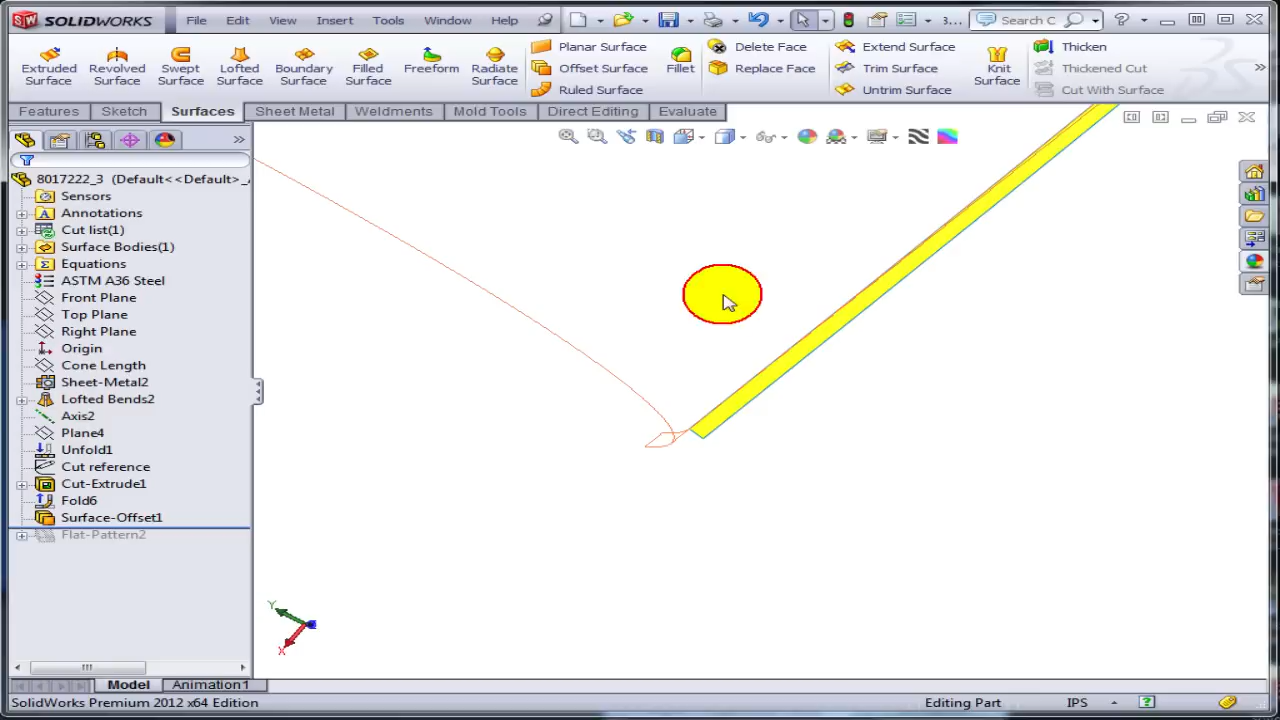 SOLIDWORKS File Edit View Insert Tools Window Help 3... Search C
Extruded Surface
Revolved Surface
Swept Surface
Lofted Surface
Boundary Surface
Filled Surface
Freeform
Radiate Surface
Planar Surface
Offset Surface
Ruled Surface
Fillet
Delete Face
Replace Face
Extend Surface
Trim Surface
Untrim Surface
Knit Surface
Thicken
Thickened Cut
Cut With Surface
Features Sketch Surfaces Sheet Metal Weldments Mold Tools Direct Editing Evaluate
8017222_3 (Default<<Default>_
Sensors
Annotations
Cut list(1)
Surface Bodies(1)
Equations
ASTM A36 Steel
Front Plane
Top Plane
Right Plane
Origin
Cone Length
Sheet-Metal2
Lofted Bends2
Axis2
Plane4
Unfold1
Cut reference
Cut-Extrude1
Fold6
Surface-Offset1
Flat-Pattern2
Y
X
Model Animation1
SolidWorks Premium 2012 x64 Edition Editing Part IPS